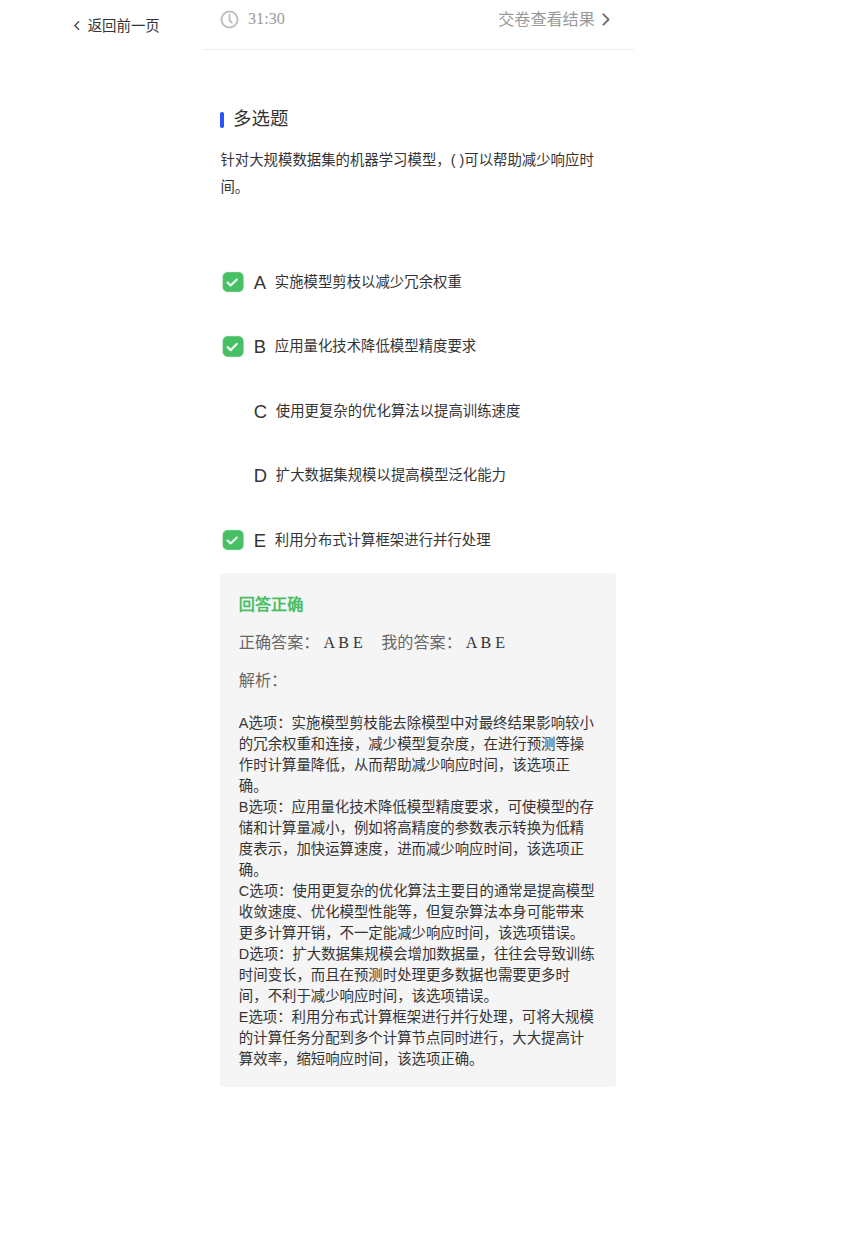 返回前一页
31:30
交卷查看结果
多选题
针对大规模数据集的机器学习模型，( )可以帮助减少响应时
间。
A 实施模型剪枝以减少冗余权重
B 应用量化技术降低模型精度要求
C 使用更复杂的优化算法以提高训练速度
D 扩大数据集规模以提高模型泛化能力
E 利用分布式计算框架进行并行处理
回答正确
正确答案： A B E 我的答案： A B E
解析：
A选项：实施模型剪枝能去除模型中对最终结果影响较小
的冗余权重和连接，减少模型复杂度，在进行预测等操
作时计算量降低，从而帮助减少响应时间，该选项正
确。
B选项：应用量化技术降低模型精度要求，可使模型的存
储和计算量减小，例如将高精度的参数表示转换为低精
度表示，加快运算速度，进而减少响应时间，该选项正
确。
C选项：使用更复杂的优化算法主要目的通常是提高模型
收敛速度、优化模型性能等，但复杂算法本身可能带来
更多计算开销，不一定能减少响应时间，该选项错误。
D选项：扩大数据集规模会增加数据量，往往会导致训练
时间变长，而且在预测时处理更多数据也需要更多时
间，不利于减少响应时间，该选项错误。
E选项：利用分布式计算框架进行并行处理，可将大规模
的计算任务分配到多个计算节点同时进行，大大提高计
算效率，缩短响应时间，该选项正确。